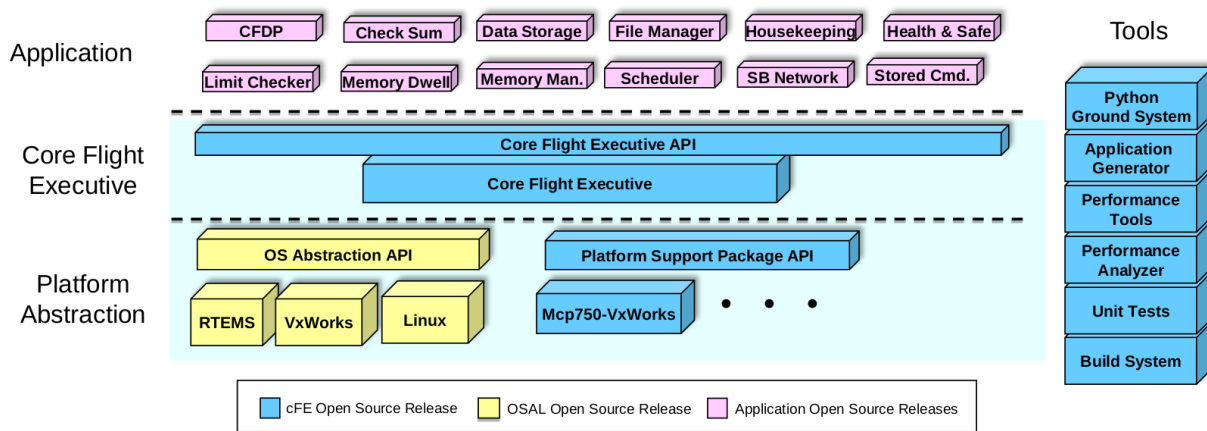 Application
CFDP
Check Sum
Data Storage
File Manager
Housekeeping
Health & Safe
Limit Checker
Memory Dwell
Memory Man.
Scheduler
SB Network
Stored Cmd.
Core Flight
Executive
Core Flight Executive API
Core Flight Executive
Platform
Abstraction
OS Abstraction API
Platform Support Package API
RTEMS
VxWorks
Linux
Mcp750-VxWorks
• • •
Tools
Python
Ground System
Application
Generator
Performance
Tools
Performance
Analyzer
Unit Tests
Build System
cFE Open Source Release
OSAL Open Source Release
Application Open Source Releases